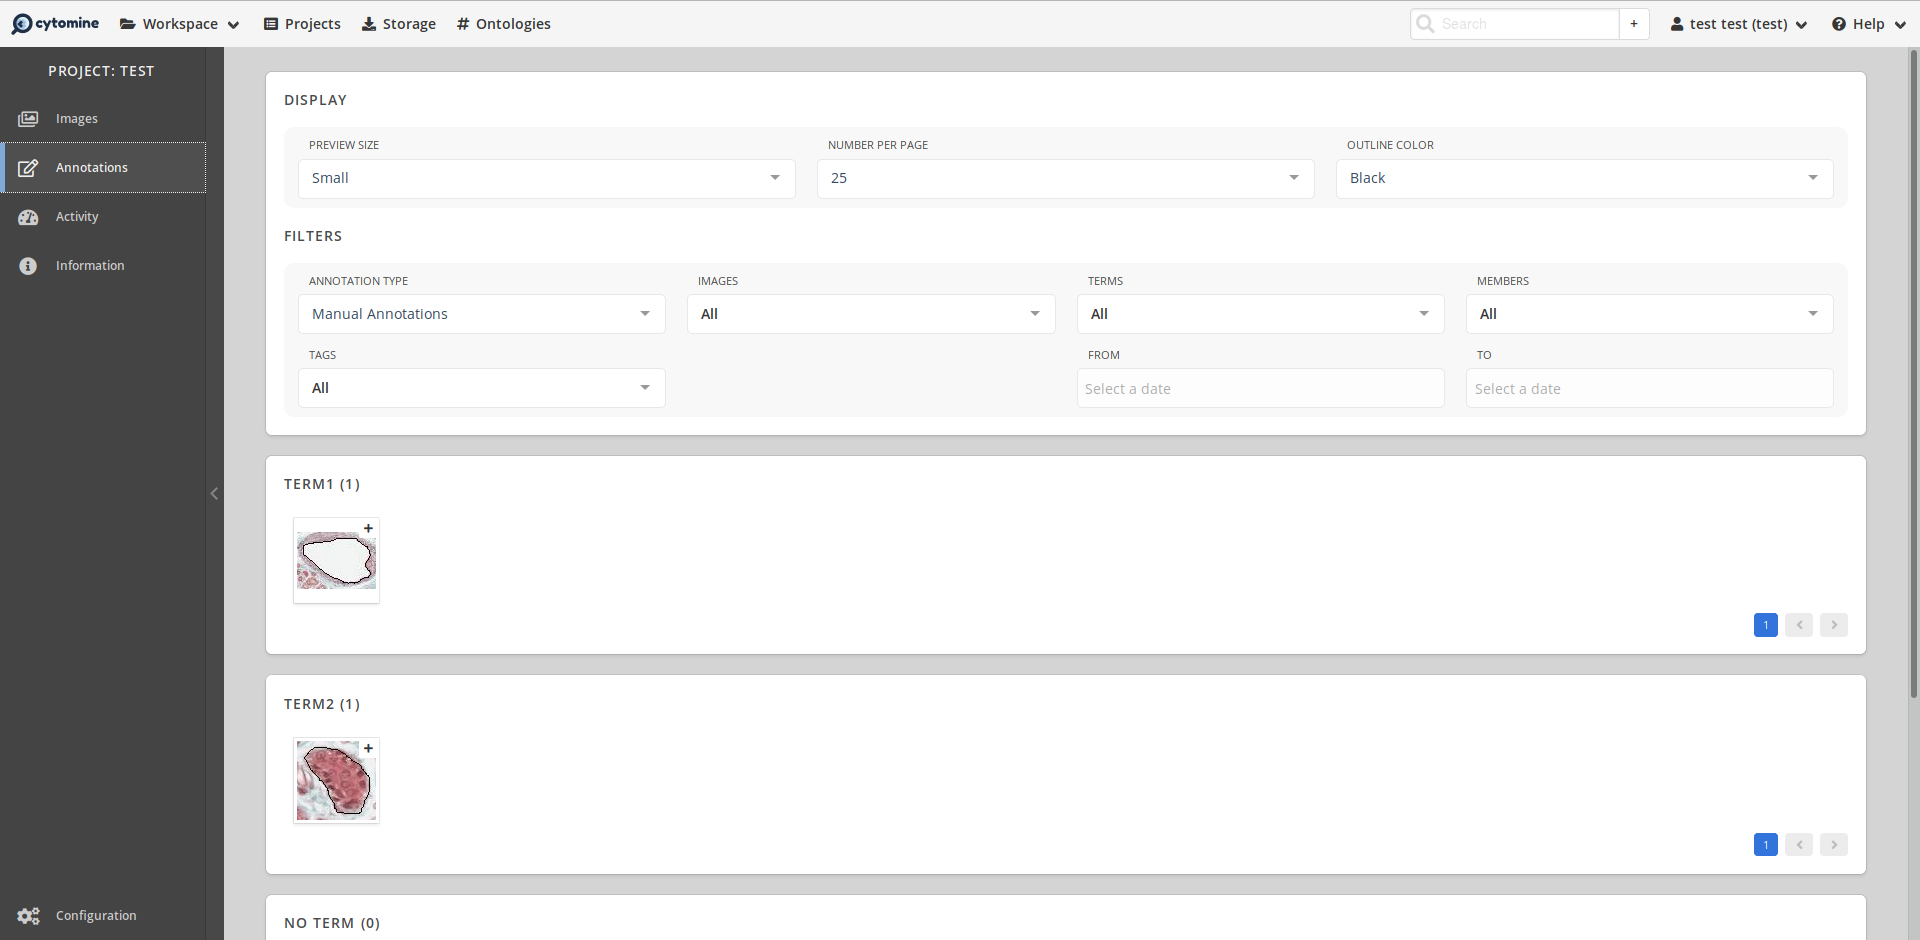 cytomine Workspace Projects Storage # Ontologies Search + test test (test) Help
PROJECT: TEST
Images
Annotations
Activity
Information
Configuration
DISPLAY
PREVIEW SIZE NUMBER PER PAGE OUTLINE COLOR
Small 25 Black
FILTERS
ANNOTATION TYPE IMAGES TERMS MEMBERS
Manual Annotations All All All
TAGS FROM TO
All Select a date Select a date
TERM1 (1)
+
1
TERM2 (1)
+
1
NO TERM (0)